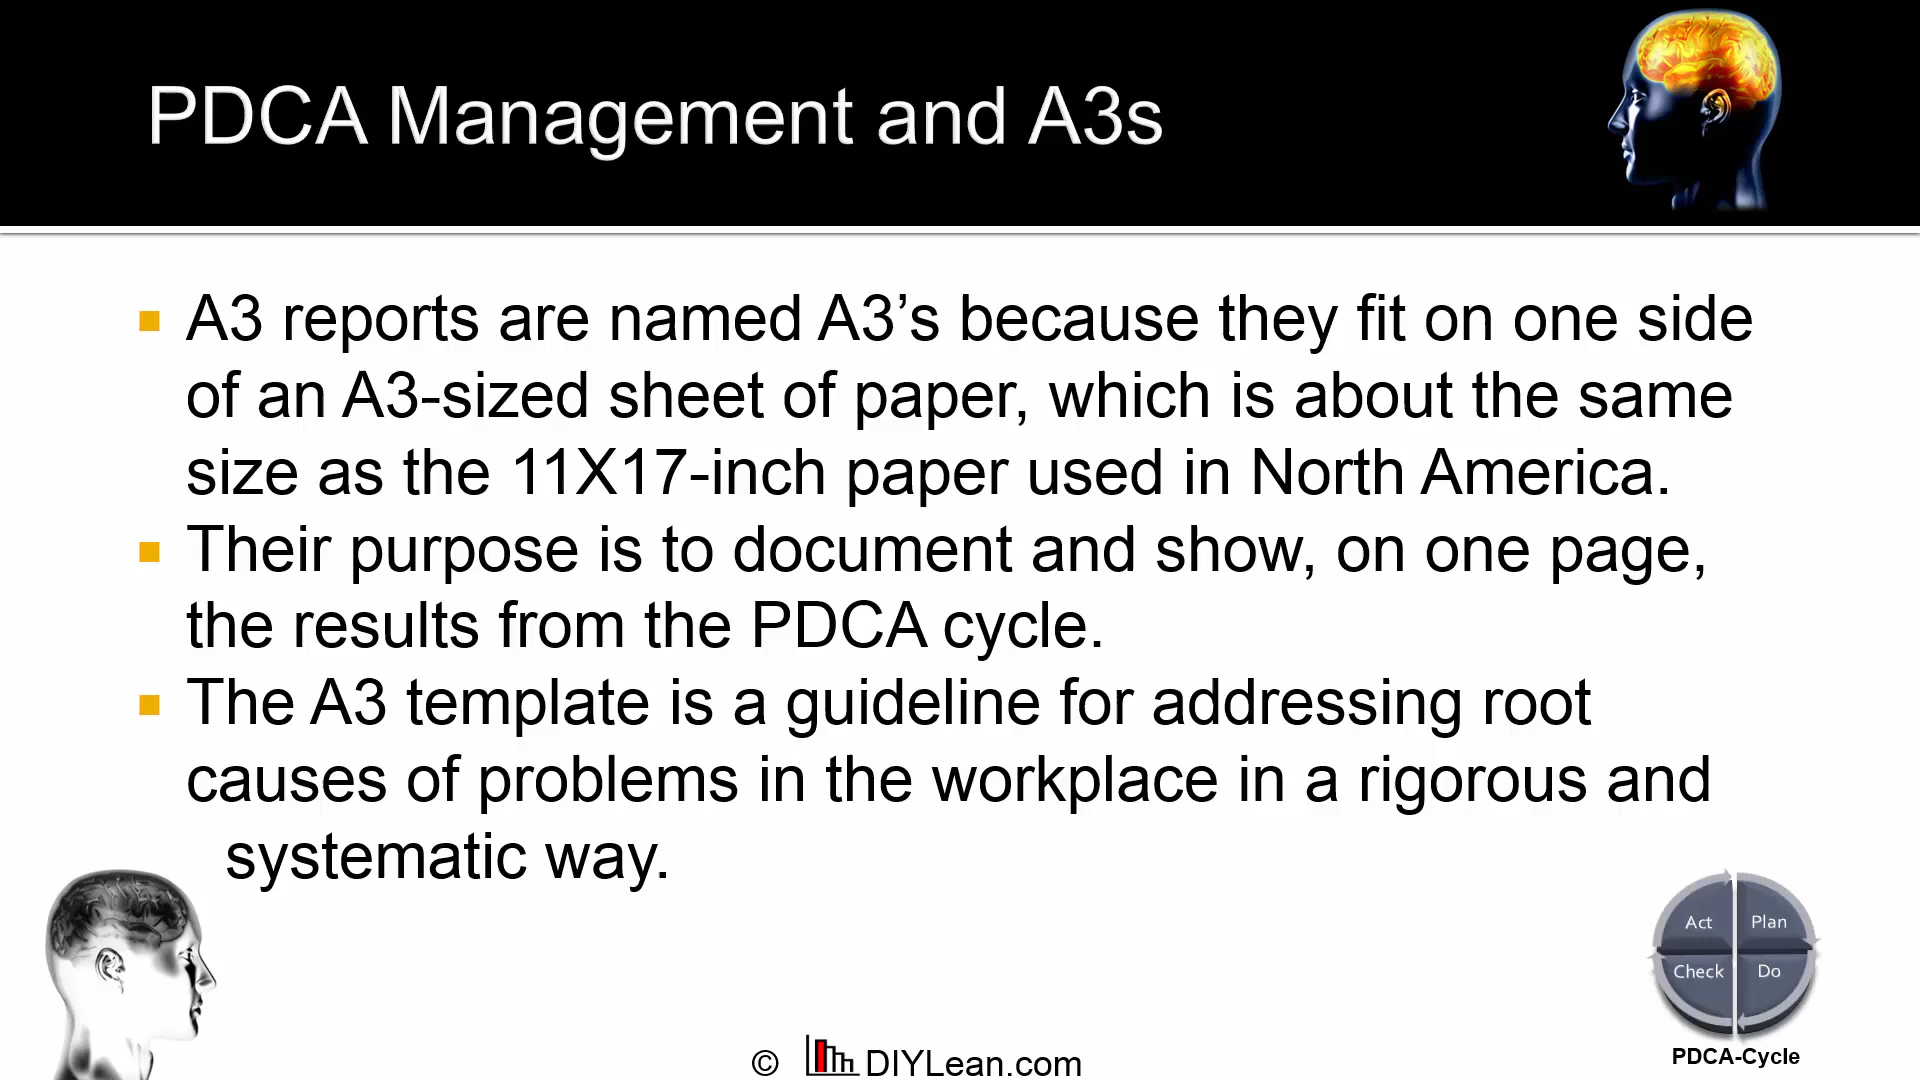 PDCA Management and A3s
A3 reports are named A3’s because they fit on one side
of an A3-sized sheet of paper, which is about the same
size as the 11X17-inch paper used in North America.
Their purpose is to document and show, on one page,
the results from the PDCA cycle.
The A3 template is a guideline for addressing root
causes of problems in the workplace in a rigorous and
systematic way.
Act Plan
Check Do
PDCA-Cycle
© DIYLean.com